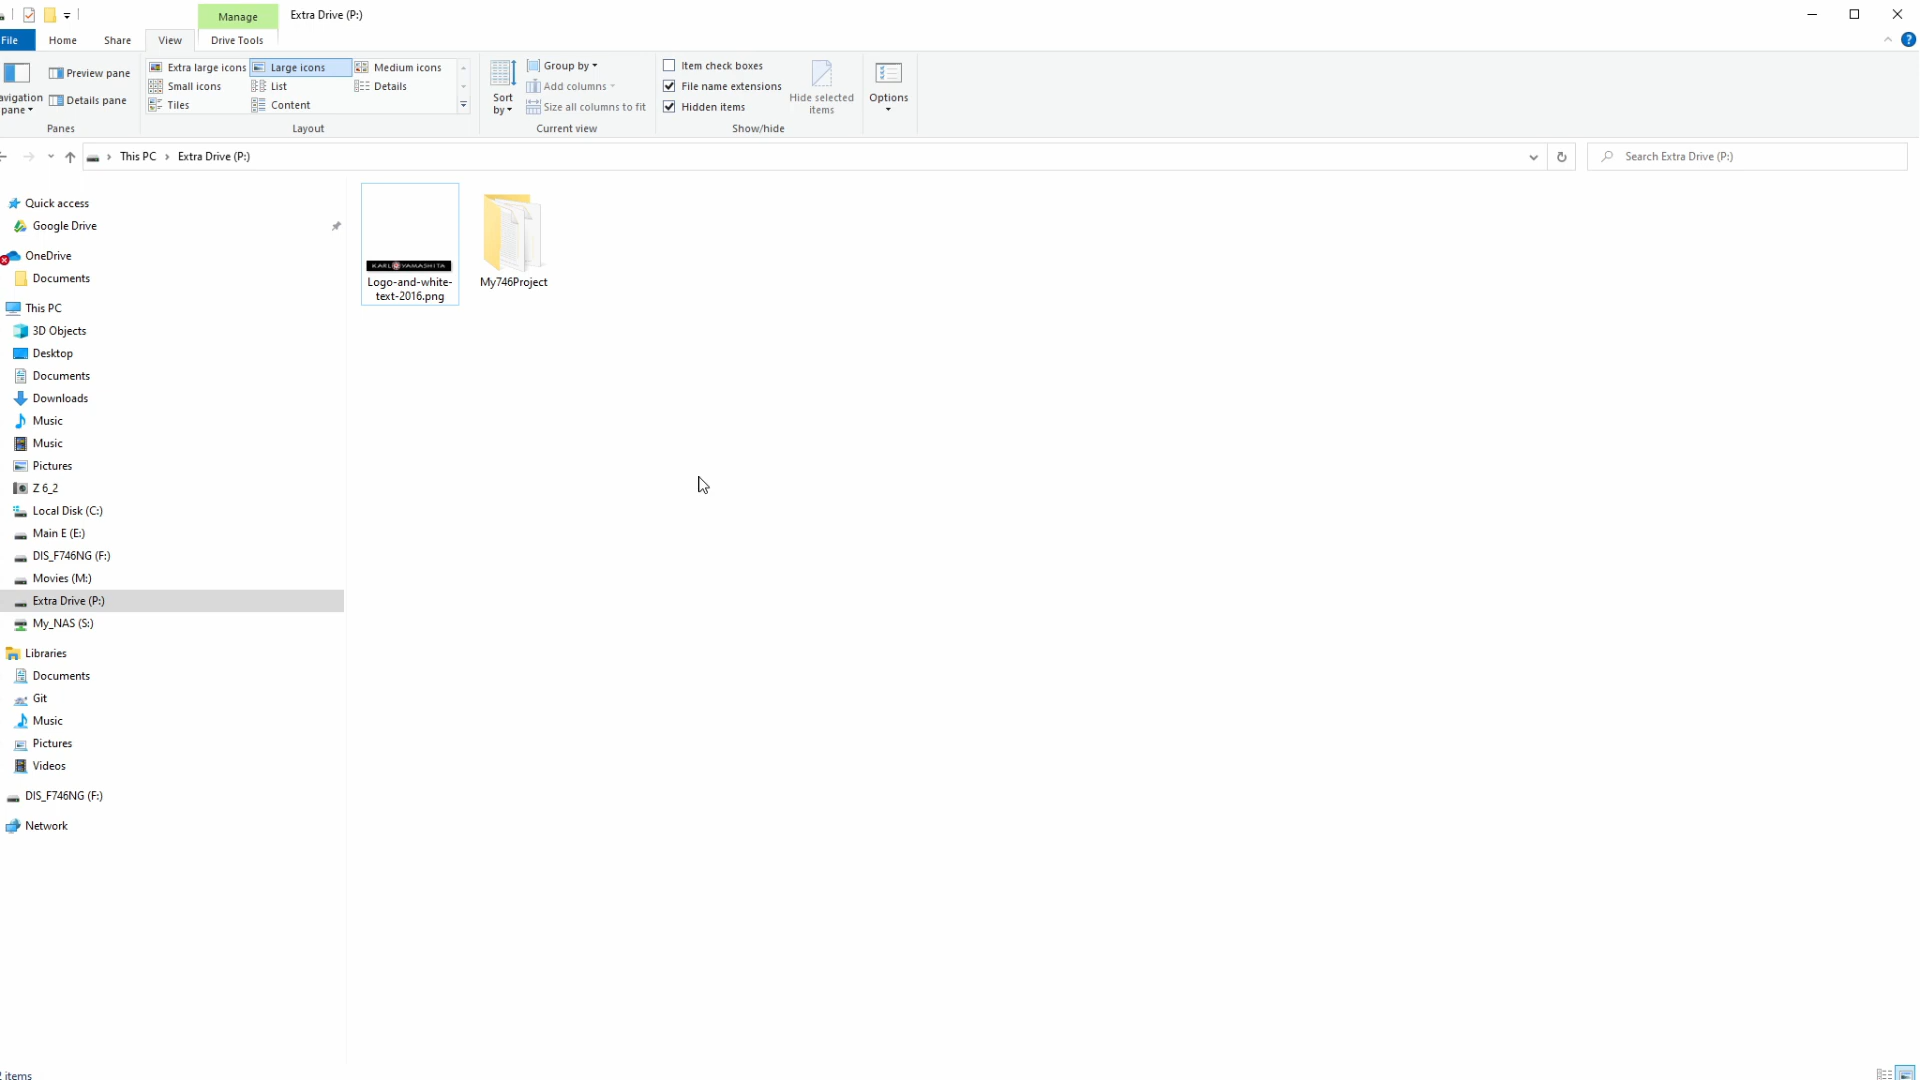 Manage
Extra Drive (P:)
File
Home
Share
View
Drive Tools
avigation
pane
Preview pane
Details pane
Panes
Extra large icons
Large icons
Medium icons
Small icons
List
Details
Tiles
Content
Layout
Sort
by
Group by
Add columns
Size all columns to fit
Current view
Item check boxes
File name extensions
Hidden items
Hide selected
items
Show/hide
Options
This PC
Extra Drive (P:)
Search Extra Drive (P:)
Quick access
Google Drive
OneDrive
Documents
This PC
3D Objects
Desktop
Documents
Downloads
Music
Music
Pictures
Z 6_2
Local Disk (C:)
Main E (E:)
DIS_F746NG (F:)
Movies (M:)
Extra Drive (P:)
My_NAS (S:)
Libraries
Documents
Git
Music
Pictures
Videos
DIS_F746NG (F:)
Network
KARL YAMASHITA
Logo-and-white-
text-2016.png
My746Project
items